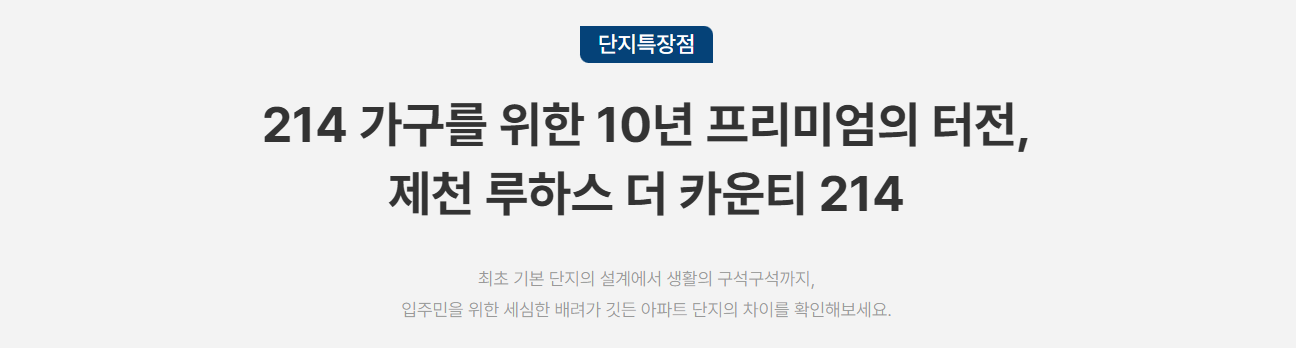 단지특장점
214 가구를 위한 10년 프리미엄의 터전,
제천 루하스 더 카운티 214
최초 기본 단지의 설계에서 생활의 구석구석까지,
입주민을 위한 세심한 배려가 깃든 아파트 단지의 차이를 확인해보세요.